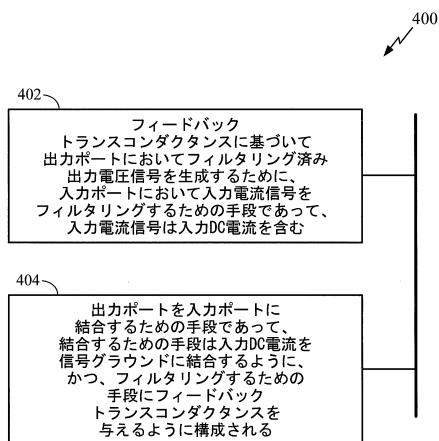 400
402
フィードバック
トランスコンダクタンスに基づいて
出力ポートにおいてフィルタリング済み
出力電圧信号を生成するために、
入力ポートにおいて入力電流信号を
フィルタリングするための手段であって、
入力電流信号は入力DC電流を含む
404
出力ポートを入力ポートに
結合するための手段であって、
結合するための手段は入力DC電流を
信号グラウンドに結合するように、
かつ、フィルタリングするための
手段にフィードバック
トランスコンダクタンスを
与えるように構成される